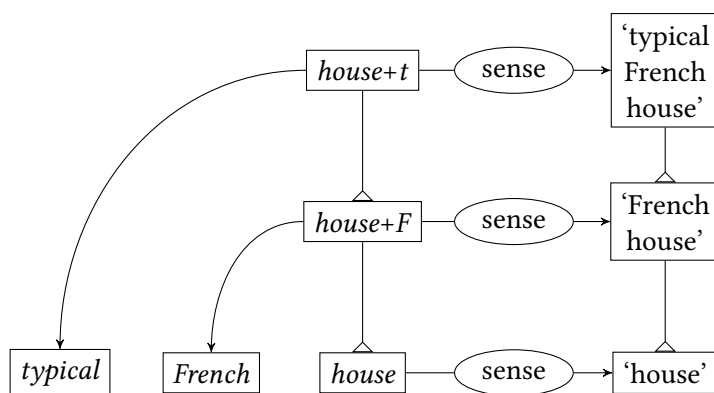 house+t sense ‘typical
French
house’
house+F sense ‘French
house’
typical French house sense ‘house’